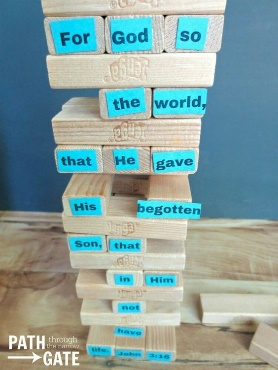 For God so
the world,
that He gave
His begotten
Son, that
in Him
not
have
life. John 3:16
PATH through
the narrow
GATE